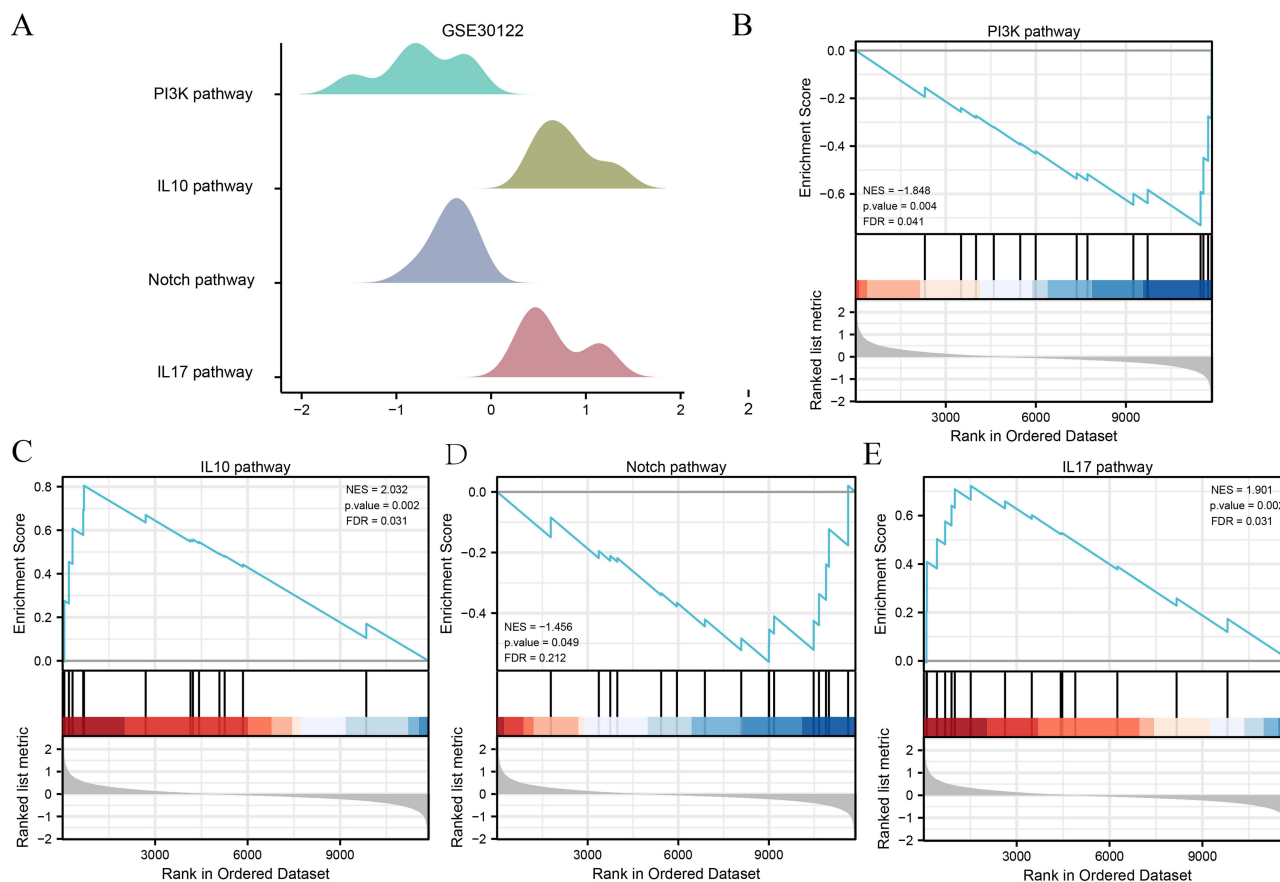 A
GSE30122
PI3K pathway
IL10 pathway
Notch pathway
IL17 pathway
−2
−1
0
1
2
2
B
PI3K pathway
Enrichment Score
0.0
−0.2
−0.4
−0.6
NES = −1.848
p.value = 0.004
FDR = 0.041
Ranked list metric
2
1
0
−1
−2
3000 6000 9000
Rank in Ordered Dataset
C
IL10 pathway
Enrichment Score
0.8
0.6
0.4
0.2
0.0
NES = 2.032
p.value = 0.002
FDR = 0.031
Ranked list metric
2
1
0
−1
−2
3000 6000 9000
Rank in Ordered Dataset
D
Notch pathway
Enrichment Score
0.0
−0.2
−0.4
NES = −1.456
p.value = 0.049
FDR = 0.212
Ranked list metric
2
1
0
−1
−2
3000 6000 9000
Rank in Ordered Dataset
E
IL17 pathway
Enrichment Score
0.6
0.4
0.2
0.0
NES = 1.901
p.value = 0.002
FDR = 0.031
Ranked list metric
2
1
0
−1
−2
3000 6000 9000
Rank in Ordered Dataset